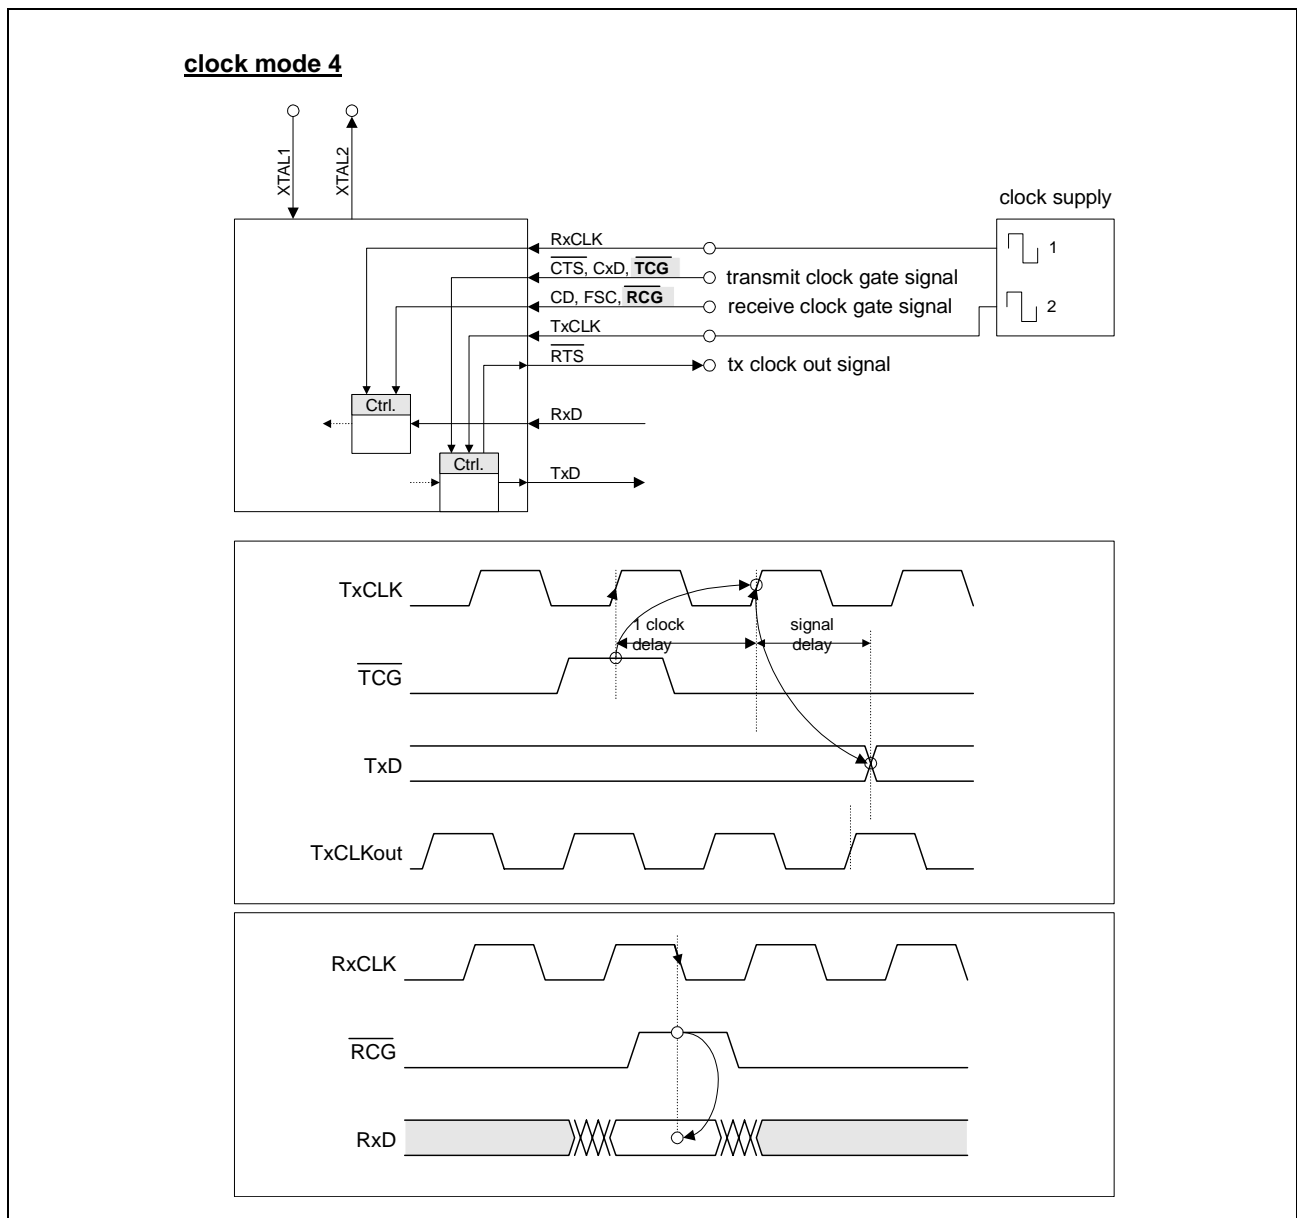 clock mode 4
XTAL1
XTAL2
clock supply
RxCLK
1
CTS, CxD, TCG
transmit clock gate signal
CD, FSC, RCG
receive clock gate signal
2
TxCLK
RTS
tx clock out signal
Ctrl.
RxD
Ctrl.
TxD
TxCLK
1 clock
delay
signal
delay
TCG
TxD
TxCLKout
RxCLK
RCG
RxD